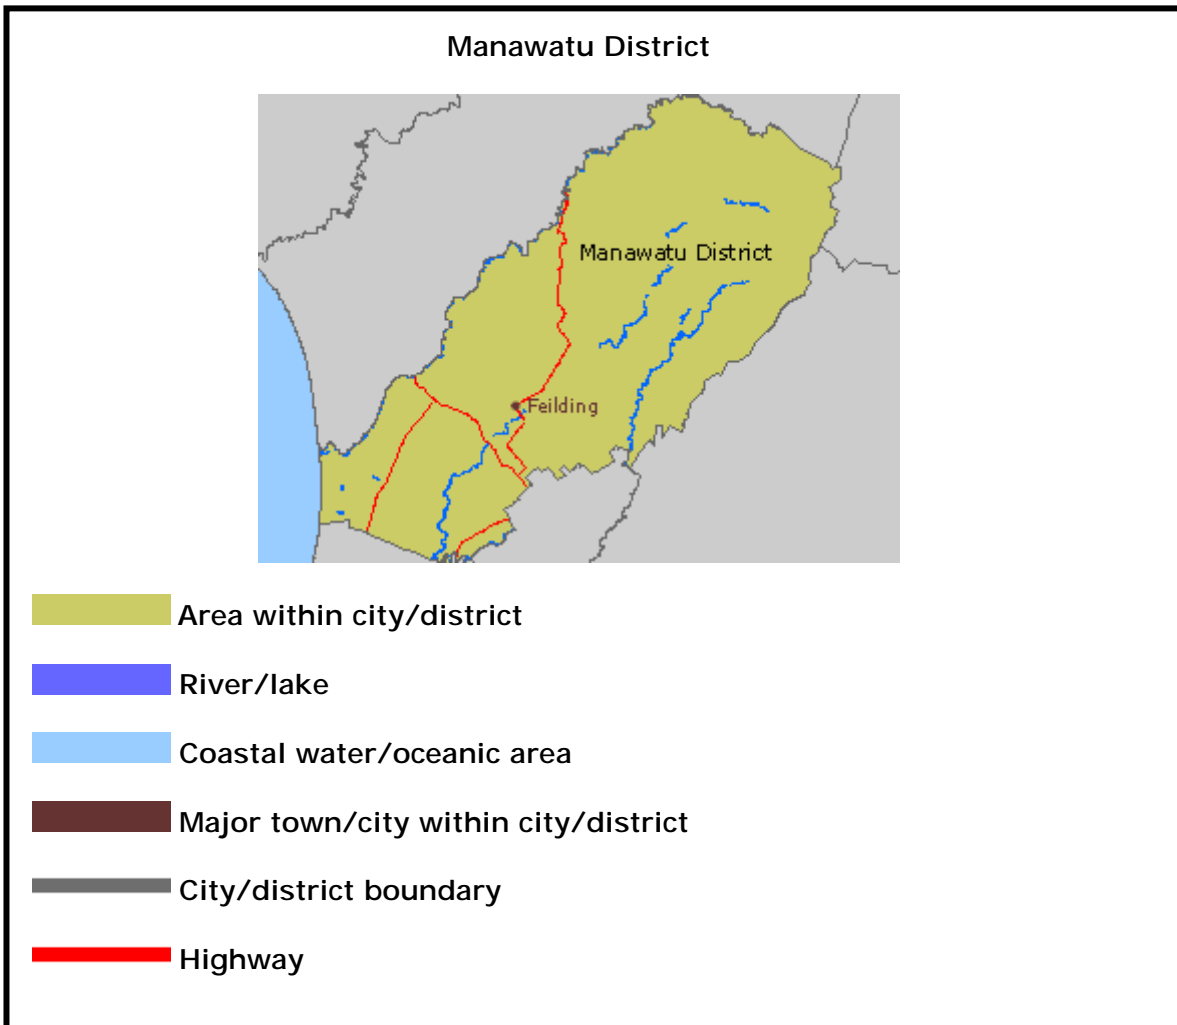 Manawatu District
Manawatu District
Feilding
Area within city/district
River/lake
Coastal water/oceanic area
Major town/city within city/district
City/district boundary
Highway